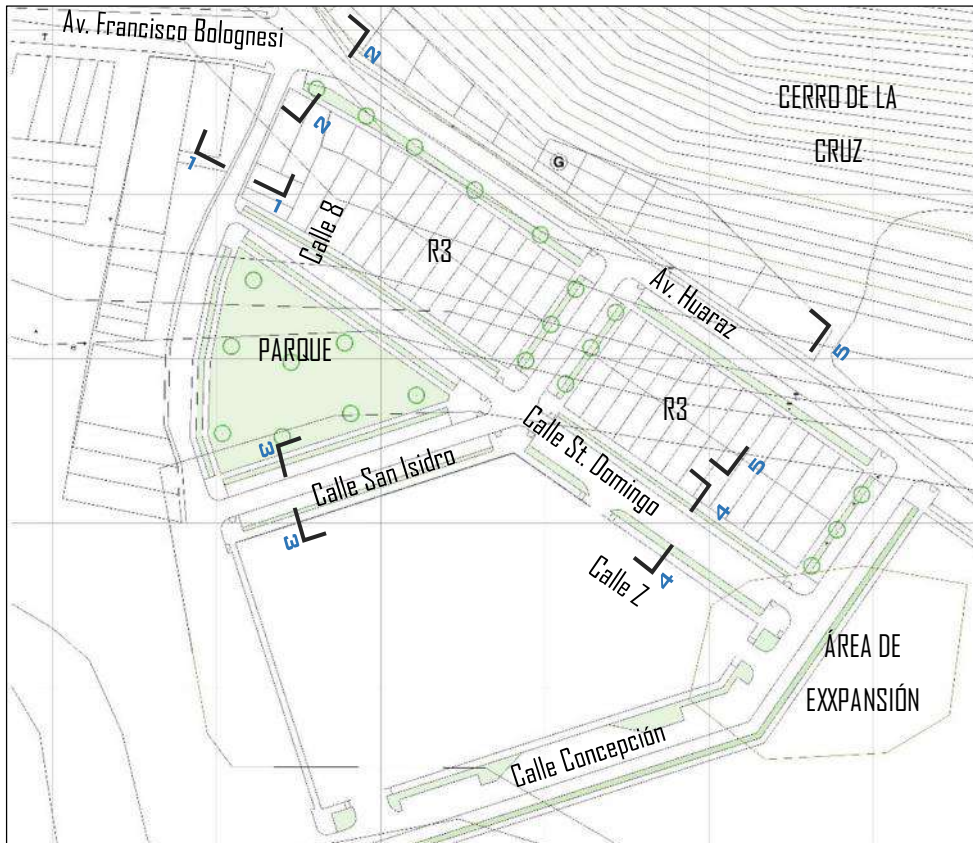 Av. Francisco Bolognesi
2
CERRO DE LA
CRUZ
2
1
G
1
Calle 8
R3
Av. Huaraz
PARQUE
5
R3
Calle St. Domingo
5
3
Calle San Isidro
4
3
Calle Z
4
ÁREA DE
EXXPANSIÓN
Calle Concepción